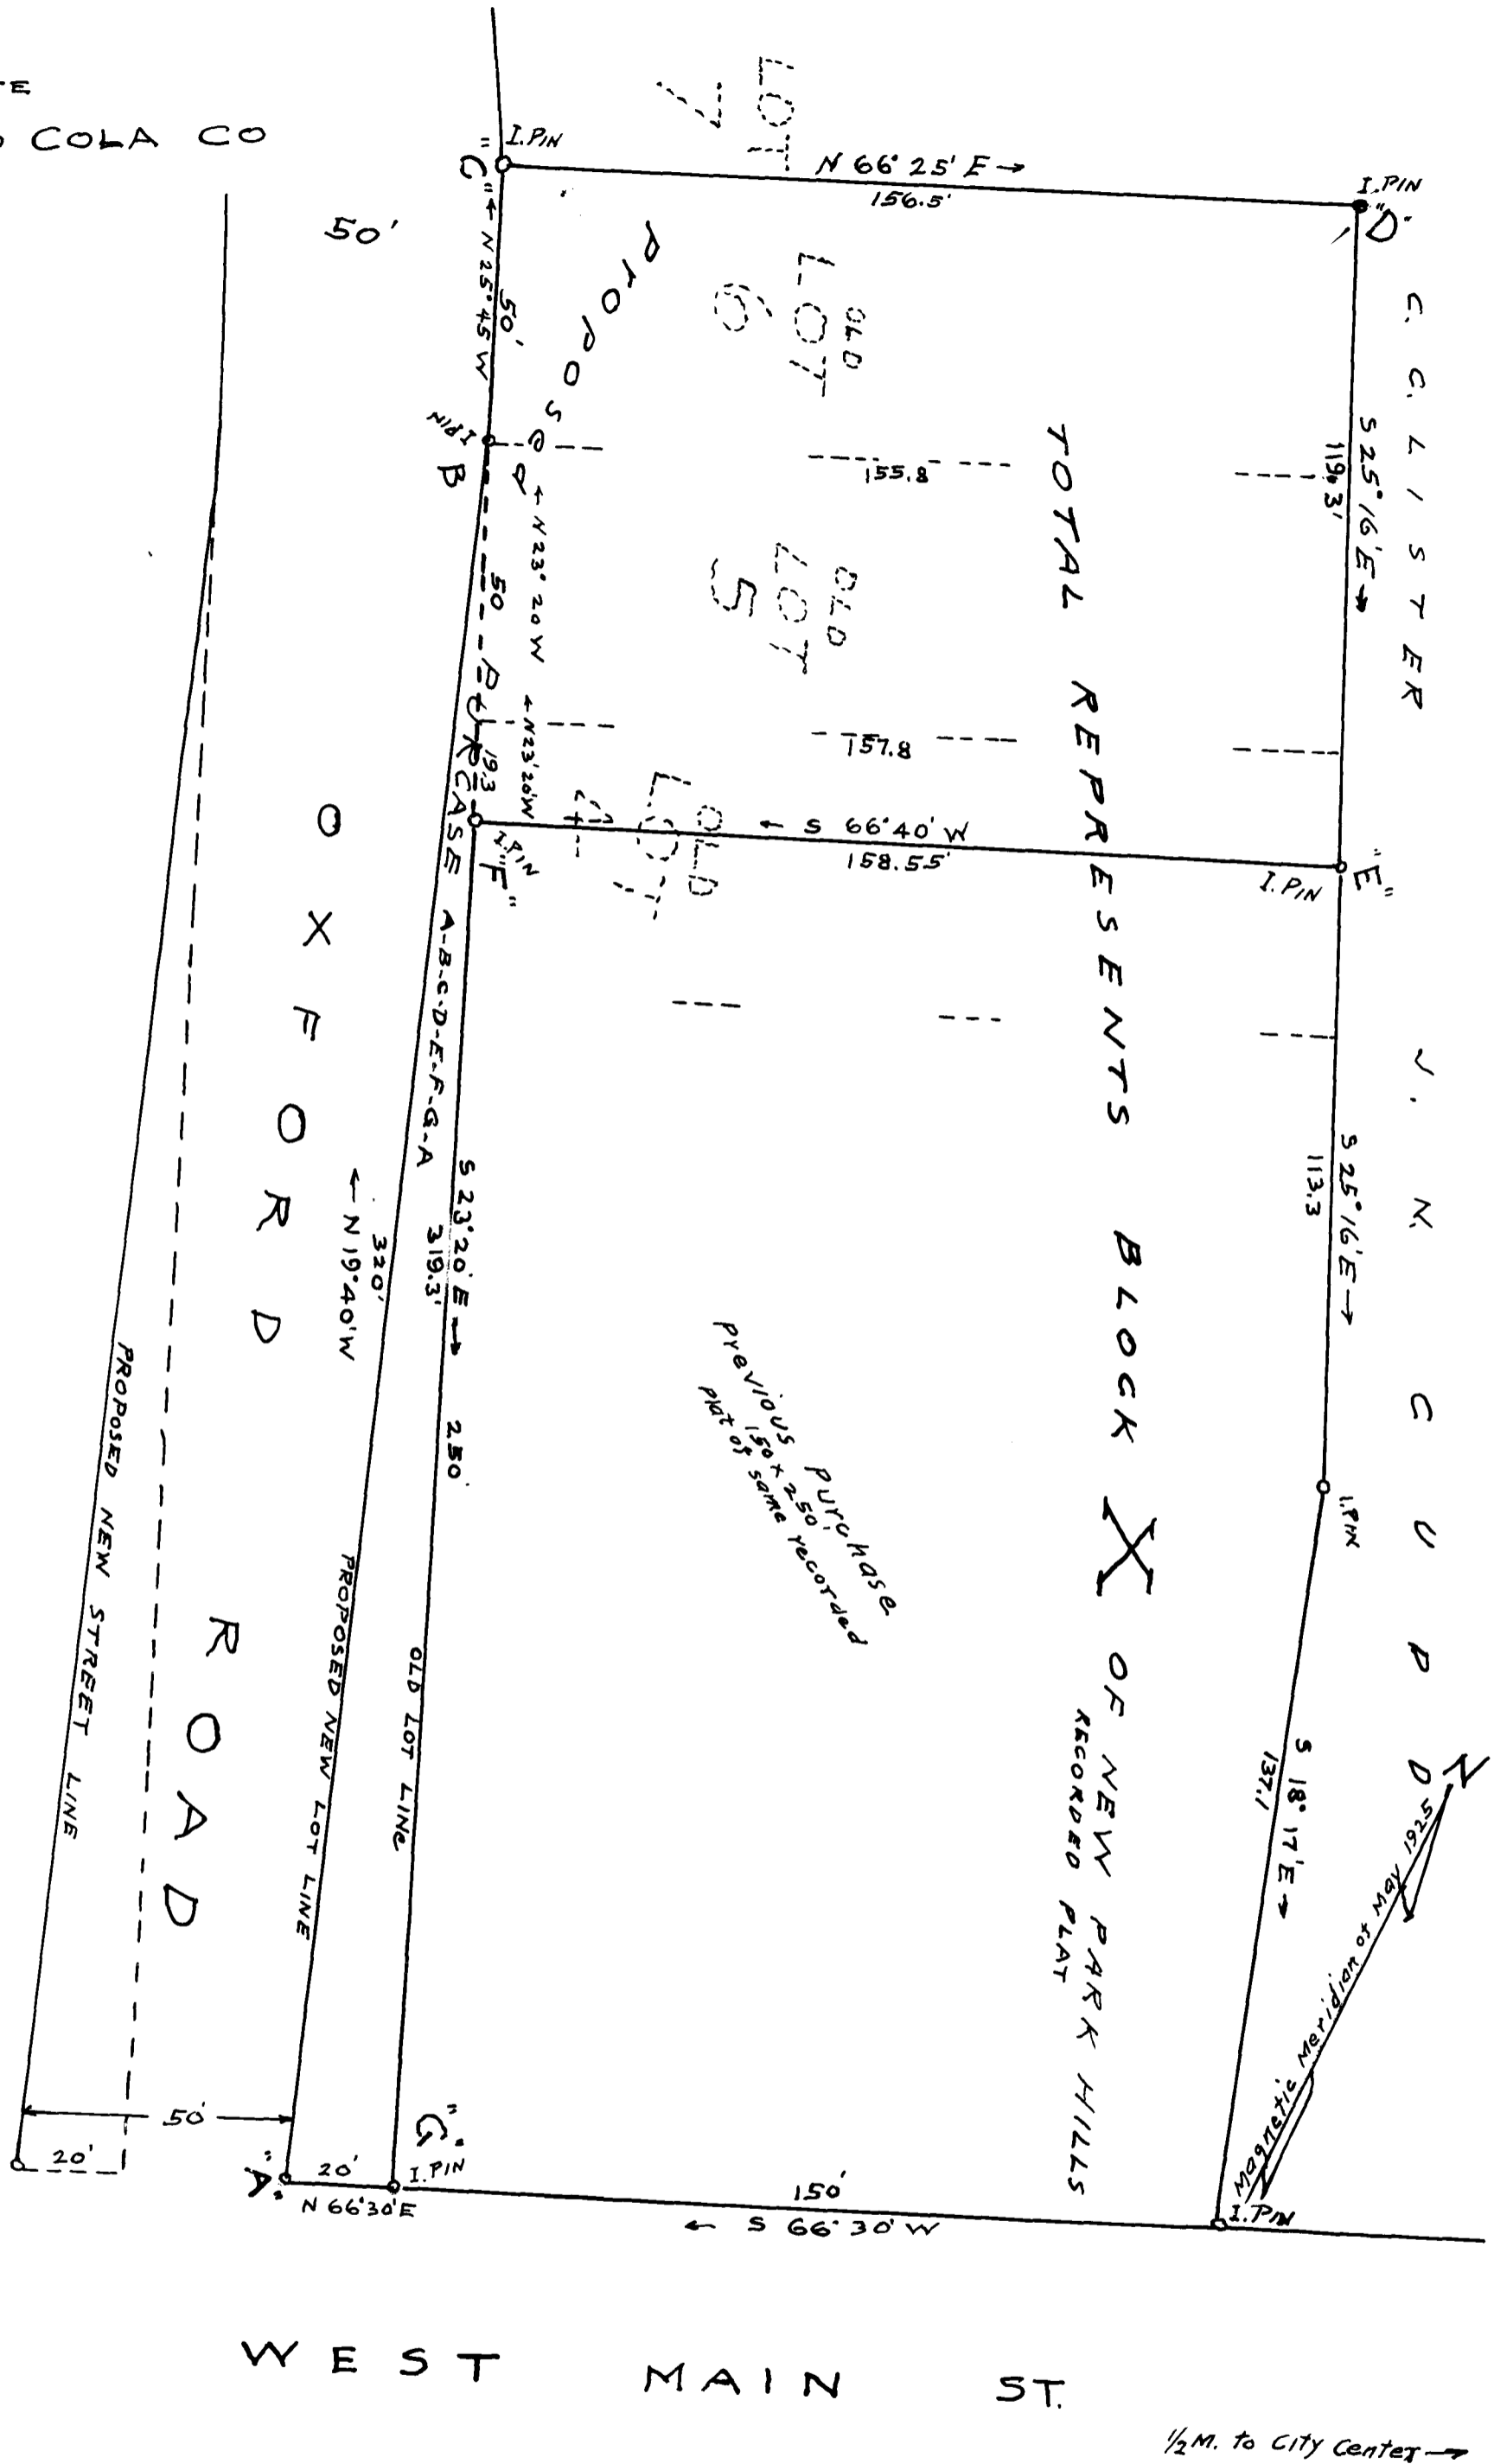 TE
COLA CO
LOT
7
"C"
I.PIN
N 66° 25' E →
156.5'
I.PIN
"D"
50'
← N 25° 45 W
50'
Proposed
OLD
LOT
6
C. C. LISTER
S 25° 16' E →
119.3'
I.PIN
B
155.8
← N 23° 20 W
50
OLD
LOT
5
PURCASE A-B-C-D-E-F-G-A
19.3
← N 23° 20' W
157.8
OLD
LOT
4
← S 66° 40' W
158.55'
I.PIN
"F"
I.PIN
"E"
TOTAL REPRESENTS BLOCK X OF NEW PARK HILLS
RECORDED PLAT
J. N. CUPD
S 25° 16' E →
113.3
I.PIN
S 18° 17' E →
137.1
S 23° 20' E → 250'
319.3'
320'
← N 19° 40' W
OLD LOT LINE
PROPOSED NEW LOT LINE
OXFORD ROAD
PROPOSED NEW STREET LINE
previous purchase
150 x 250'
plat of same recorded
N
Magnetic Meridian to May 1925
50'
20'
"A"
20'
N 66° 30' E
"G"
I.PIN
150'
← S 66° 30' W
I.PIN
WEST MAIN ST.
1/2 M. to City Center →